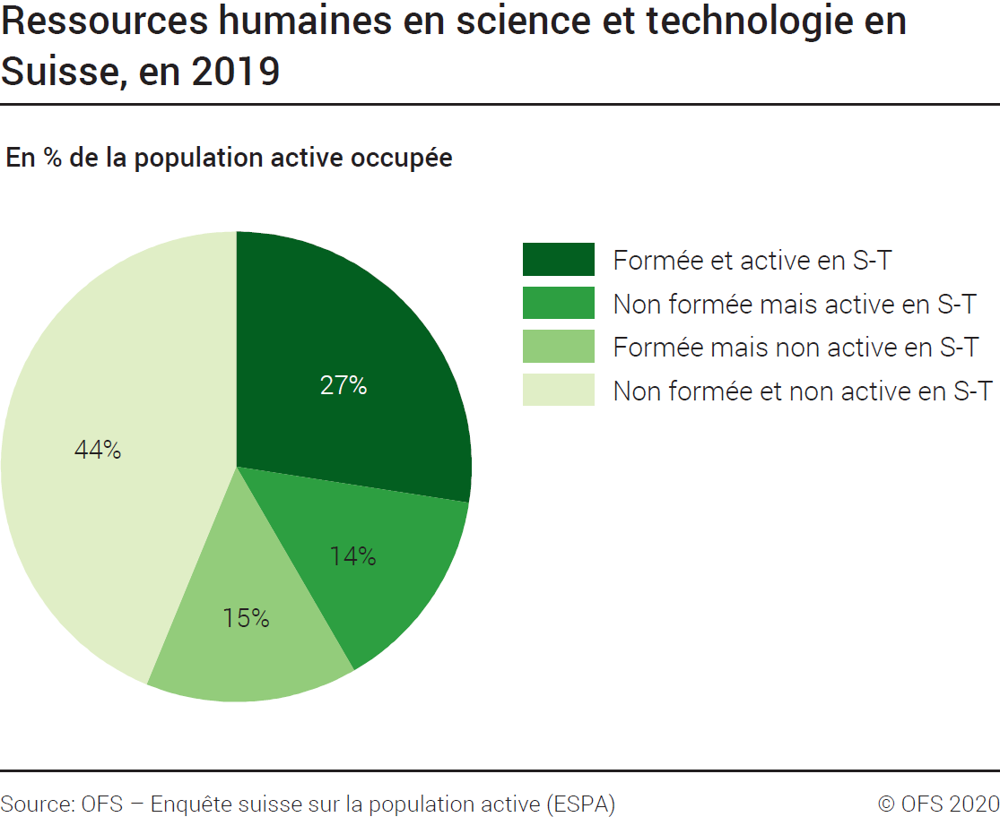 Ressources humaines en science et technologie en
Suisse, en 2019
En % de la population active occupée
Formée et active en S-T
Non formée mais active en S-T
Formée mais non active en S-T
Non formée et non active en S-T
27%
44%
14%
15%
Source: OFS – Enquête suisse sur la population active (ESPA)
© OFS 2020